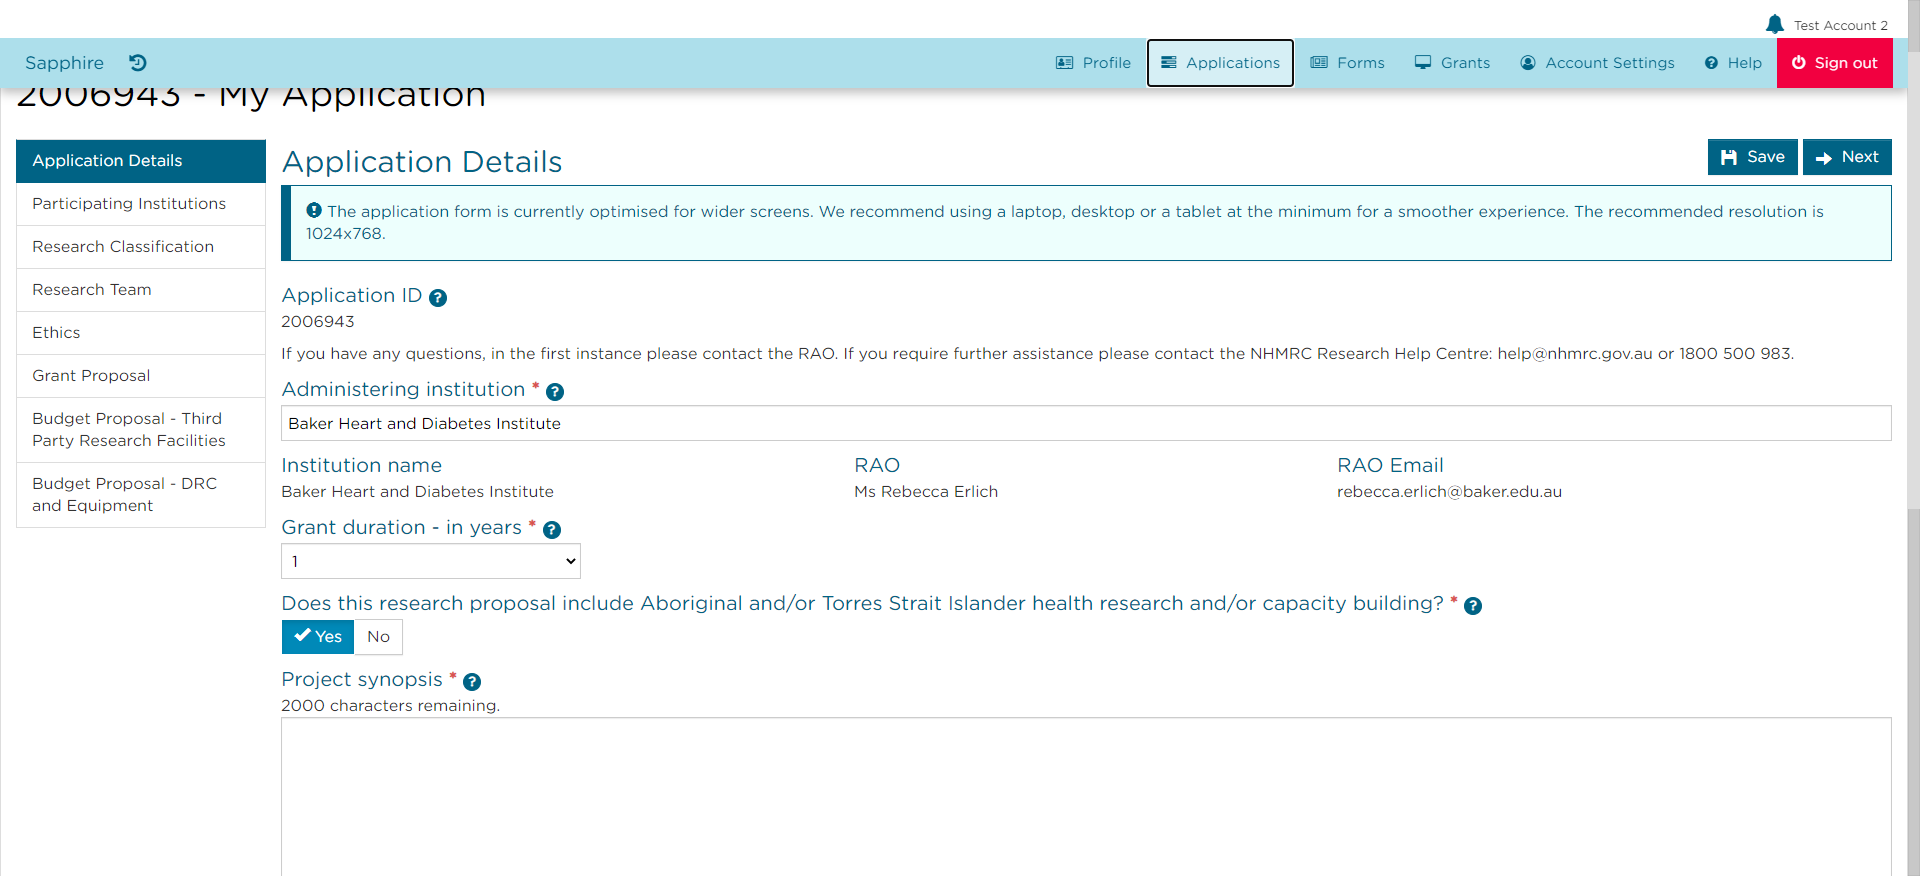 Test Account 2
Sapphire
Profile
Applications
Forms
Grants
Account Settings
Help
Sign out
2006943 - My Application
Application Details
Participating Institutions
Research Classification
Research Team
Ethics
Grant Proposal
Budget Proposal - Third
Party Research Facilities
Budget Proposal - DRC
and Equipment
Application Details
Save
Next
The application form is currently optimised for wider screens. We recommend using a laptop, desktop or a tablet at the minimum for a smoother experience. The recommended resolution is
1024x768.
Application ID
2006943
If you have any questions, in the first instance please contact the RAO. If you require further assistance please contact the NHMRC Research Help Centre: help@nhmrc.gov.au or 1800 500 983.
Administering institution *
Baker Heart and Diabetes Institute
Institution name
Baker Heart and Diabetes Institute
RAO
Ms Rebecca Erlich
RAO Email
rebecca.erlich@baker.edu.au
Grant duration - in years *
1
Does this research proposal include Aboriginal and/or Torres Strait Islander health research and/or capacity building? *
Yes
No
Project synopsis *
2000 characters remaining.